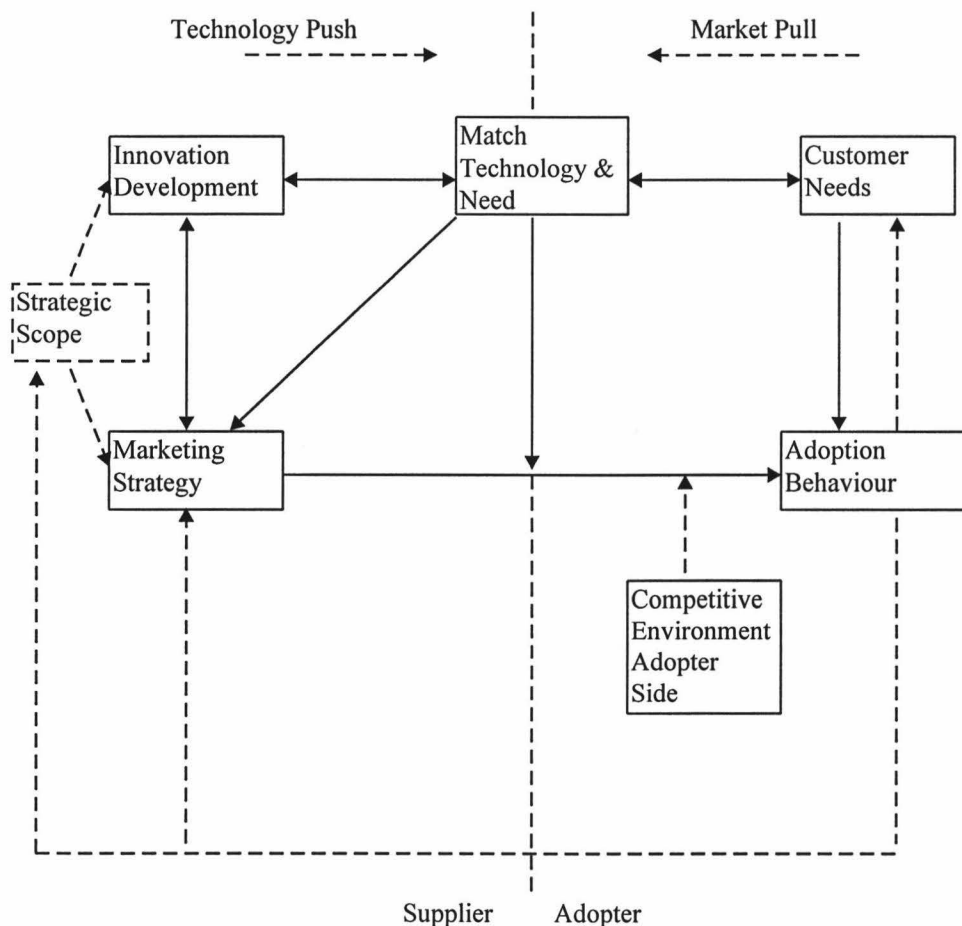 Technology Push
Market Pull
Innovation
Development
Match
Technology &
Need
Customer
Needs
Strategic
Scope
Marketing
Strategy
Adoption
Behaviour
Competitive
Environment
Adopter
Side
Supplier
Adopter